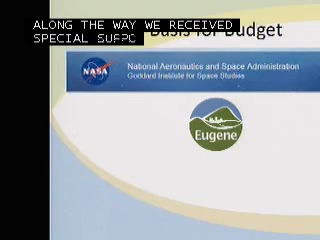 ALONG THE WAY WE RECEIVED
SPECIAL
Basis for Budget
NASA
National Aeronautics and Space Administration
Goddard Institute for Space Studies
Eugene